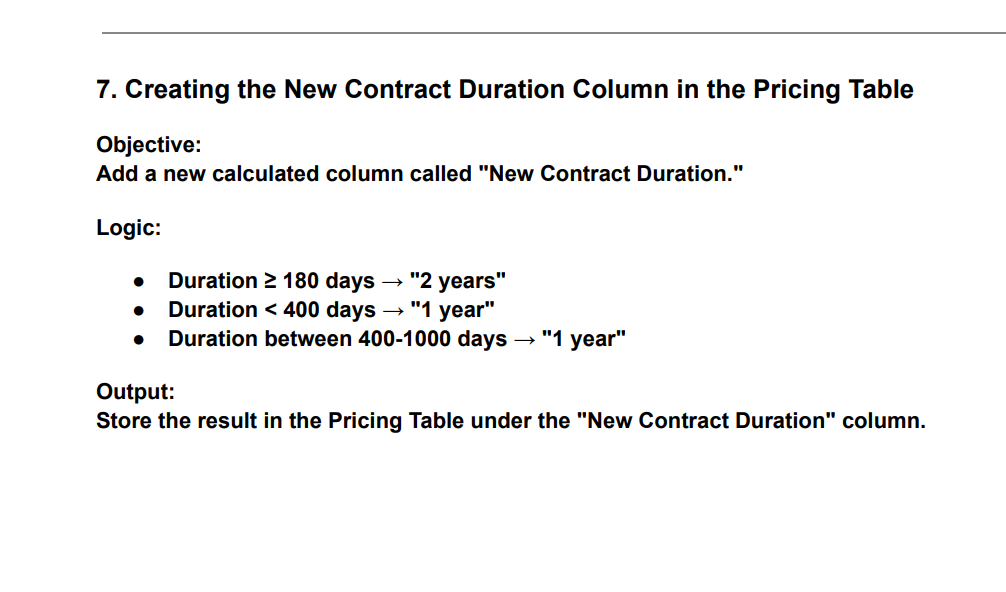 7. Creating the New Contract Duration Column in the Pricing Table
Objective:
Add a new calculated column called "New Contract Duration."
Logic:
● Duration ≥ 180 days → "2 years"
● Duration < 400 days → "1 year"
● Duration between 400-1000 days → "1 year"
Output:
Store the result in the Pricing Table under the "New Contract Duration" column.